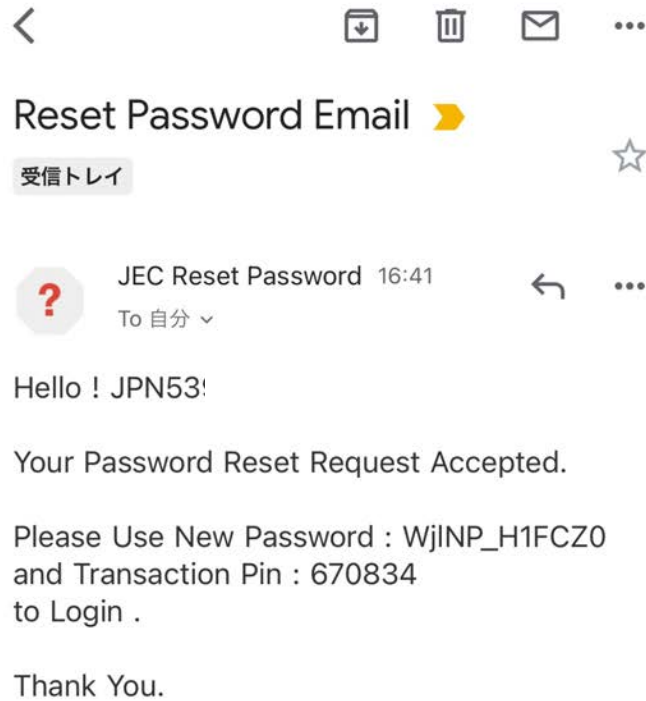 Reset Password Email
受信トレイ
JEC Reset Password 16:41
To 自分
Hello ! JPN53
Your Password Reset Request Accepted.
Please Use New Password : WjlNP_H1FCZ0
and Transaction Pin : 670834
to Login .
Thank You.